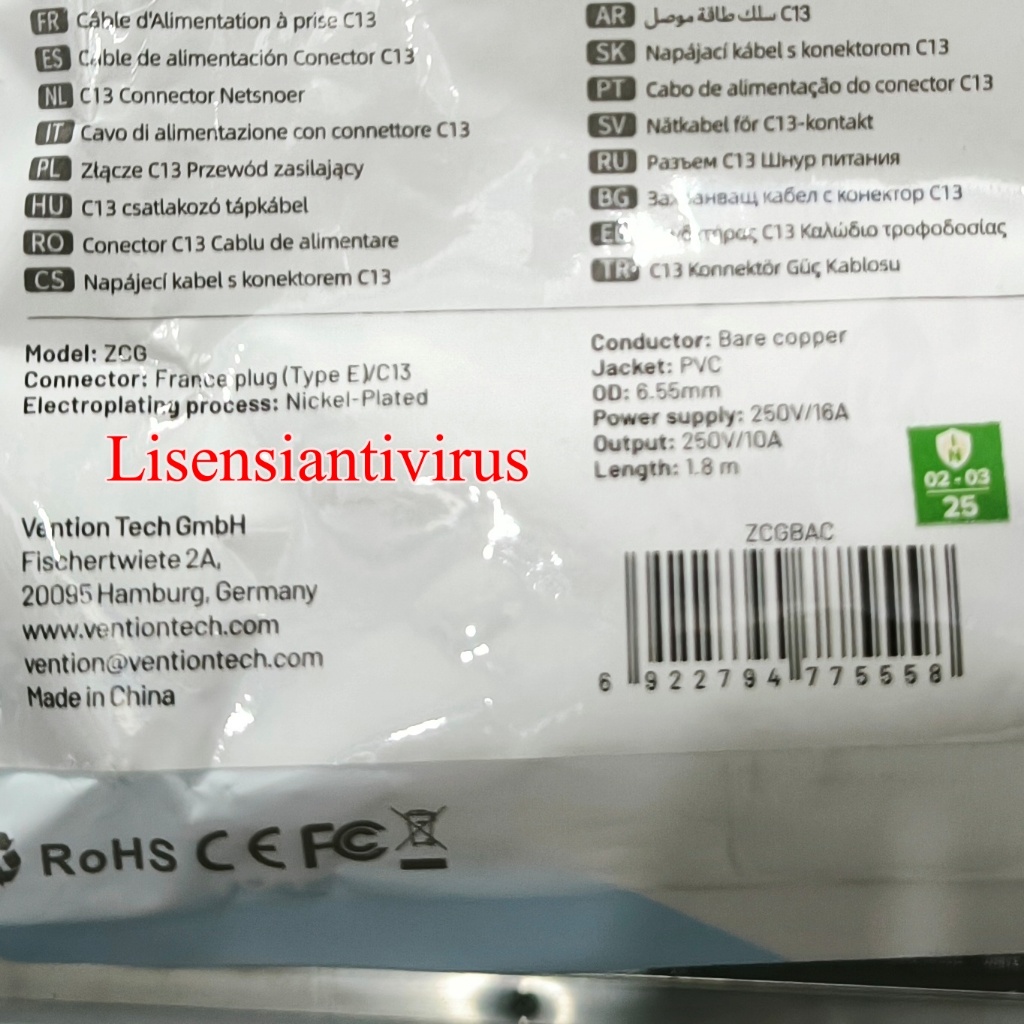 FR Câble d'Alimentation à prise C13
ES Cable de alimentación Conector C13
NL C13 Connector Netsnoer
IT Cavo di alimentazione con connettore C13
PL Złącze C13 Przewód zasilający
HU C13 csatlakozó tápkábel
RO Conector C13 Cablu de alimentare
CS Napájecí kabel s konektorem C13
AR سلك طاقة موصل C13
SK Napájací kábel s konektorom C13
PT Cabo de alimentação do conector C13
SV Nätkabel för C13-kontakt
RU Разъем C13 Шнур питания
BG кабел с конектор C13
C13 Καλώδιο τροφοδοσίας
TR C13 Konnektör Güç Kablosu
Model: ZCG
Connector: France plug (Type E)/C13
Electroplating process: Nickel-Plated
Conductor: Bare copper
Jacket: PVC
OD: 6.55mm
Power supply: 250V/16A
Output: 250V/10A
Length: 1.8 m
Lisensiantivirus
02-03
25
Vention Tech GmbH
Fischertwiete 2A,
20095 Hamburg, Germany
www.ventiontech.com
vention@ventiontech.com
Made in China
ZCGBAC
6 922794 775558
RoHS CE FC